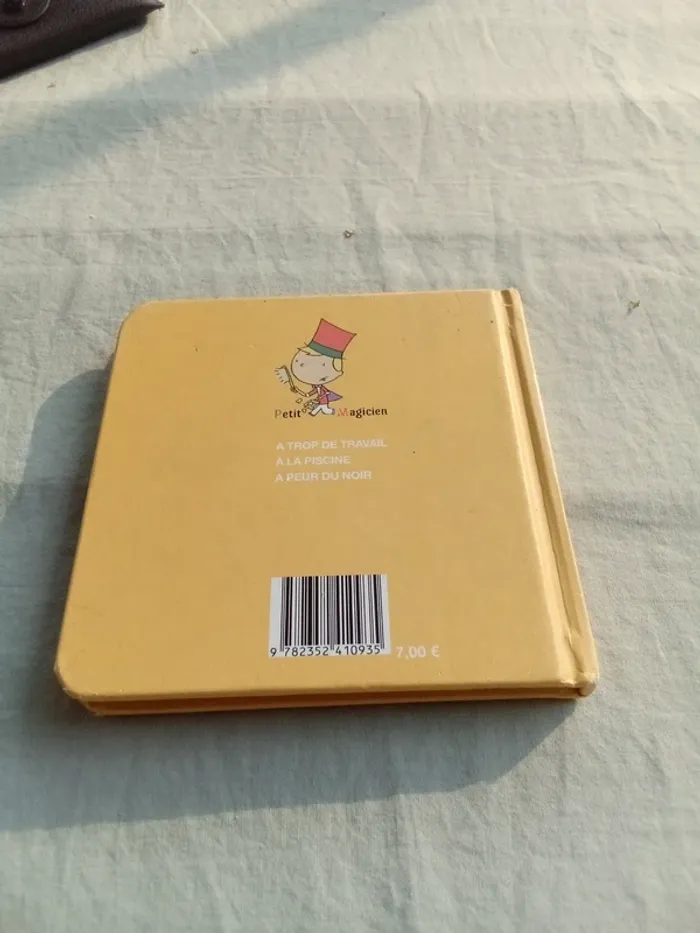 Petit Magicien
A TROP DE TRAVAIL
A LA PISCINE
A PEUR DU NOIR
9 782352 410935
7,00 €